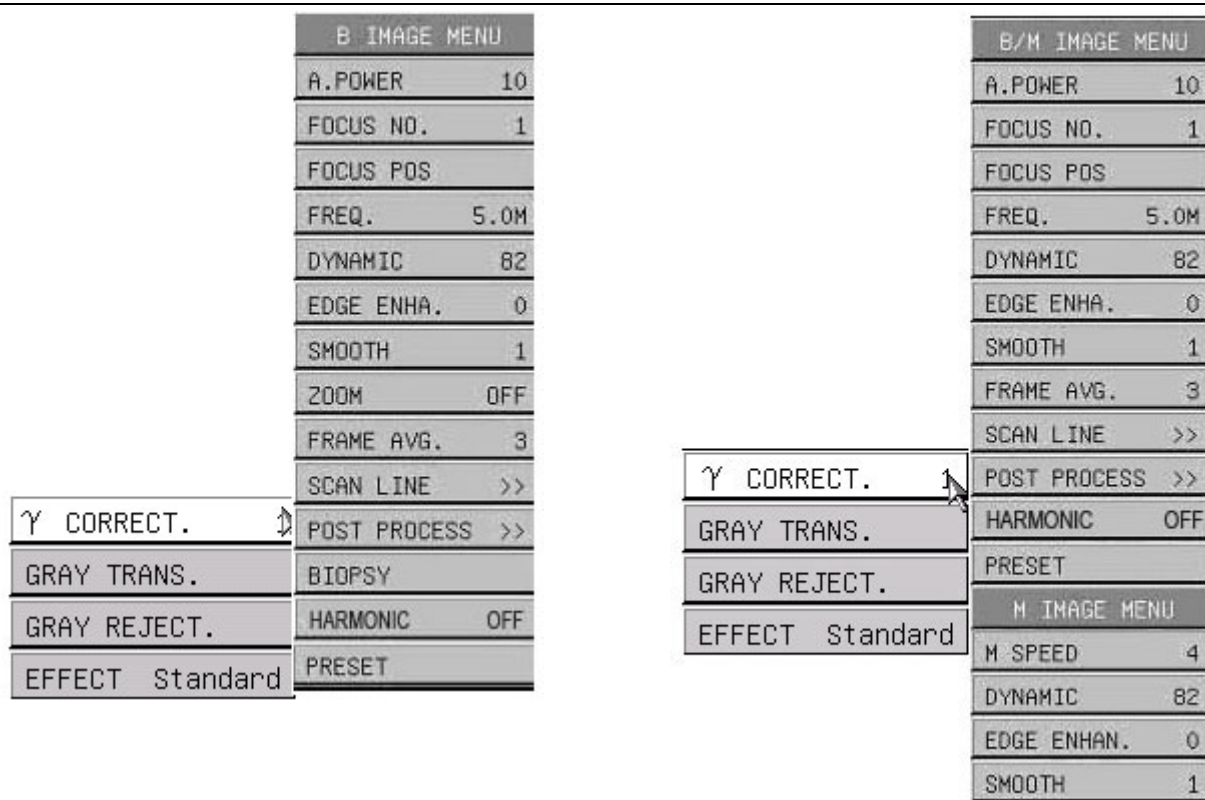 B IMAGE MENU
A.POWER 10
FOCUS NO. 1
FOCUS POS
FREQ. 5.0M
DYNAMIC 82
EDGE ENHA. 0
SMOOTH 1
ZOOM OFF
FRAME AVG. 3
SCAN LINE >>
POST PROCESS >>
BIOPSY
HARMONIC OFF
PRESET
γ CORRECT.
GRAY TRANS.
GRAY REJECT.
EFFECT Standard
B/M IMAGE MENU
A.POWER 10
FOCUS NO. 1
FOCUS POS
FREQ. 5.0M
DYNAMIC 82
EDGE ENHA. 0
SMOOTH 1
FRAME AVG. 3
SCAN LINE >>
POST PROCESS >>
HARMONIC OFF
PRESET
M IMAGE MENU
M SPEED 4
DYNAMIC 82
EDGE ENHAN. 0
SMOOTH 1
γ CORRECT. 1
GRAY TRANS.
GRAY REJECT.
EFFECT Standard